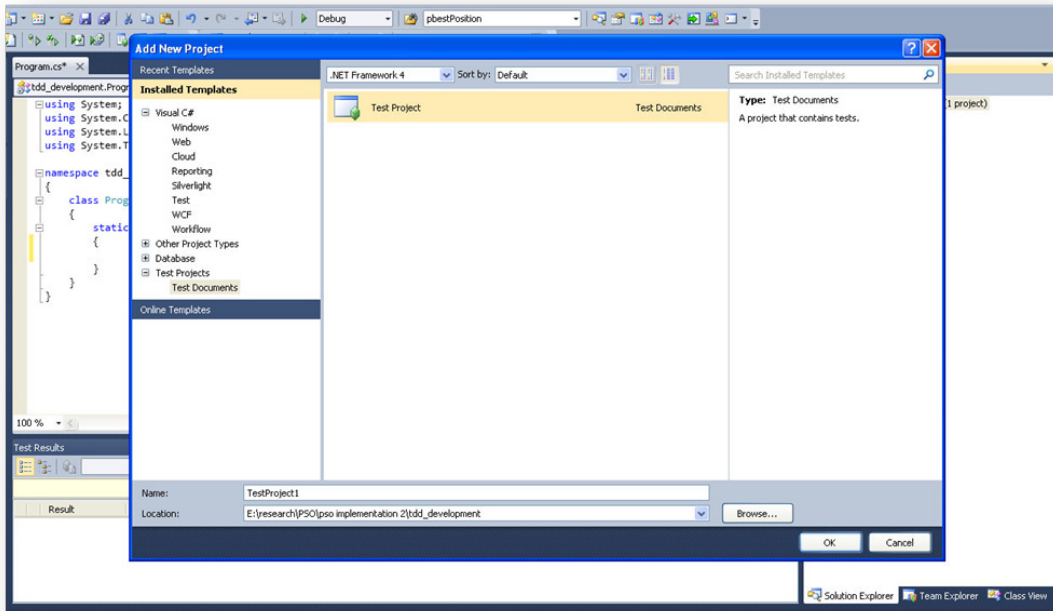 Debug
pbestPosition
Add New Project
Program.cs*
tdd_development.Progr
using System;
using System.C
using System.L
using System.T
namespace tdd_
{
class Prog
{
static
{
}
}
}
100 %
Test Results
Result
Recent Templates
Installed Templates
Visual C#
Windows
Web
Cloud
Reporting
Silverlight
Test
WCF
Workflow
Other Project Types
Database
Test Projects
Test Documents
Online Templates
.NET Framework 4
Sort by: Default
Search Installed Templates
Test Project Test Documents
Type: Test Documents
A project that contains tests.
1 project)
Name: TestProject1
Location: E:\research\PSO\pso implementation 2\tdd_development
Browse...
OK Cancel
Solution Explorer Team Explorer Class View